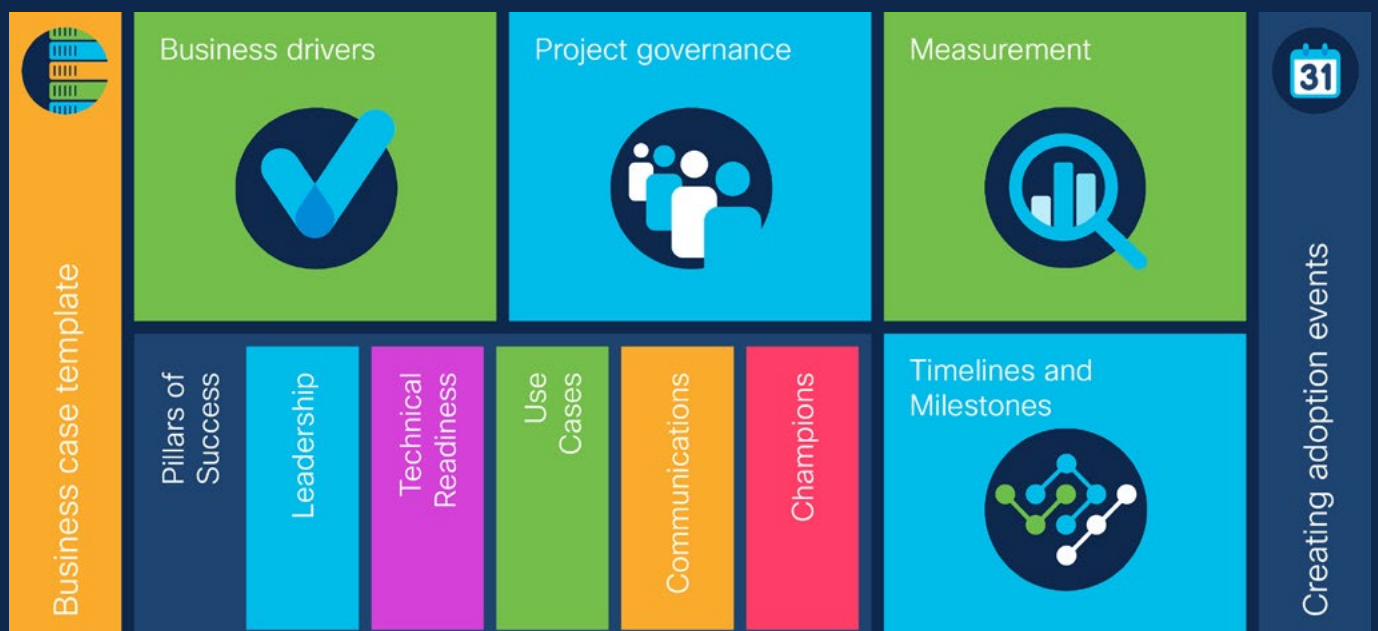 Business case template
Business drivers
Project governance
Measurement
31
Creating adoption events
Pillars of
Success
Leadership
Technical
Readiness
Use
Cases
Communications
Champions
Timelines and
Milestones